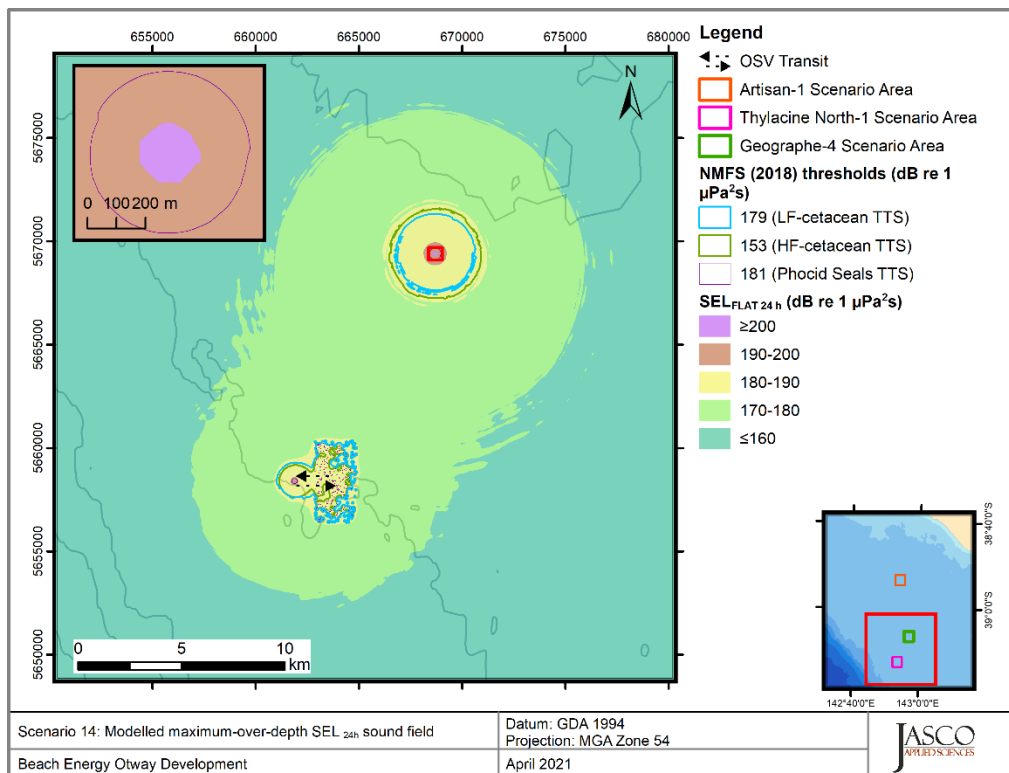 655000 660000 665000 670000 675000 680000
5675000
5670000
5665000
5660000
5655000
5650000
0 100 200 m
N
0 5 10
km
Legend
OSV Transit
Artisan-1 Scenario Area
Thylacine North-1 Scenario Area
Geographe-4 Scenario Area
NMFS (2018) thresholds (dB re 1
µPa²s)
179 (LF-cetacean TTS)
153 (HF-cetacean TTS)
181 (Phocid Seals TTS)
SEL FLAT 24 h (dB re 1 µPa²s)
≥200
190-200
180-190
170-180
≤160
38°40'S
39°0'0"S
142°40'0"E 143°0'0"E
Scenario 14: Modelled maximum-over-depth SEL 24h sound field
Datum: GDA 1994
Projection: MGA Zone 54
Beach Energy Otway Development
April 2021
JASCO
APPLIED SCIENCES